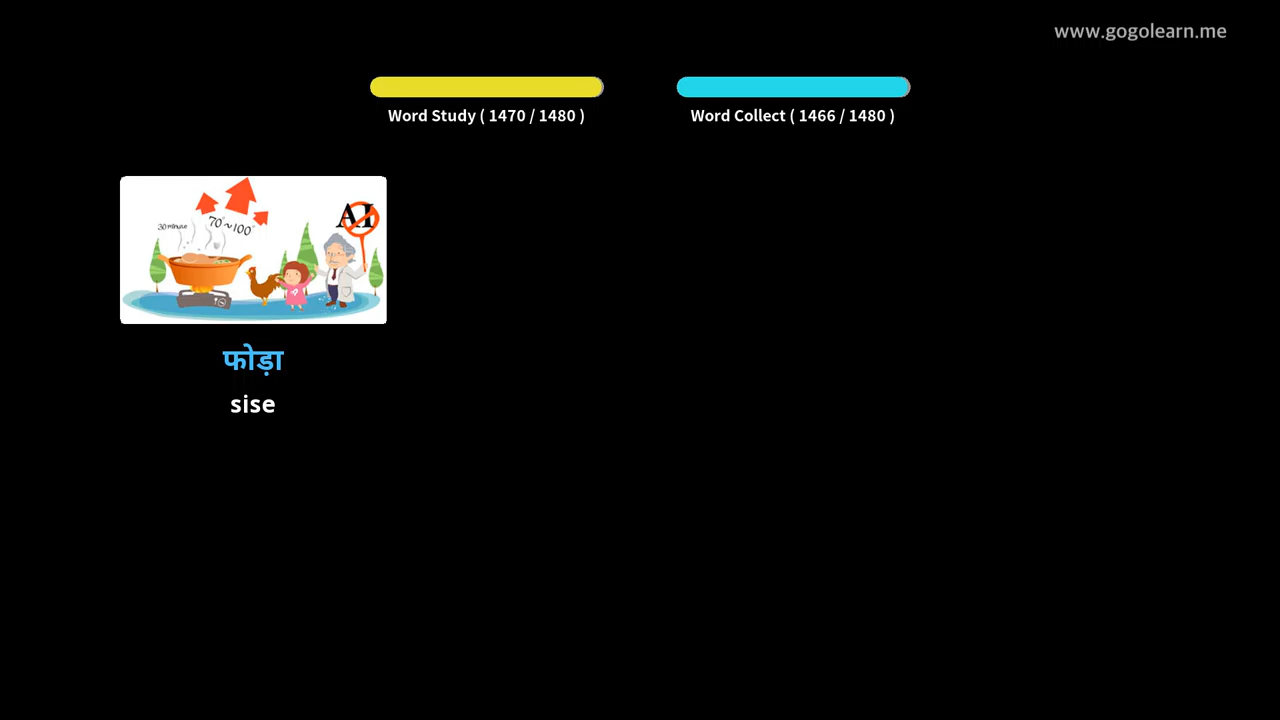 www.gogolearn.me
Word Study ( 1470 / 1480 )
Word Collect ( 1466 / 1480 )
30 minute
70°~100°
AI
फोड़ा
sise